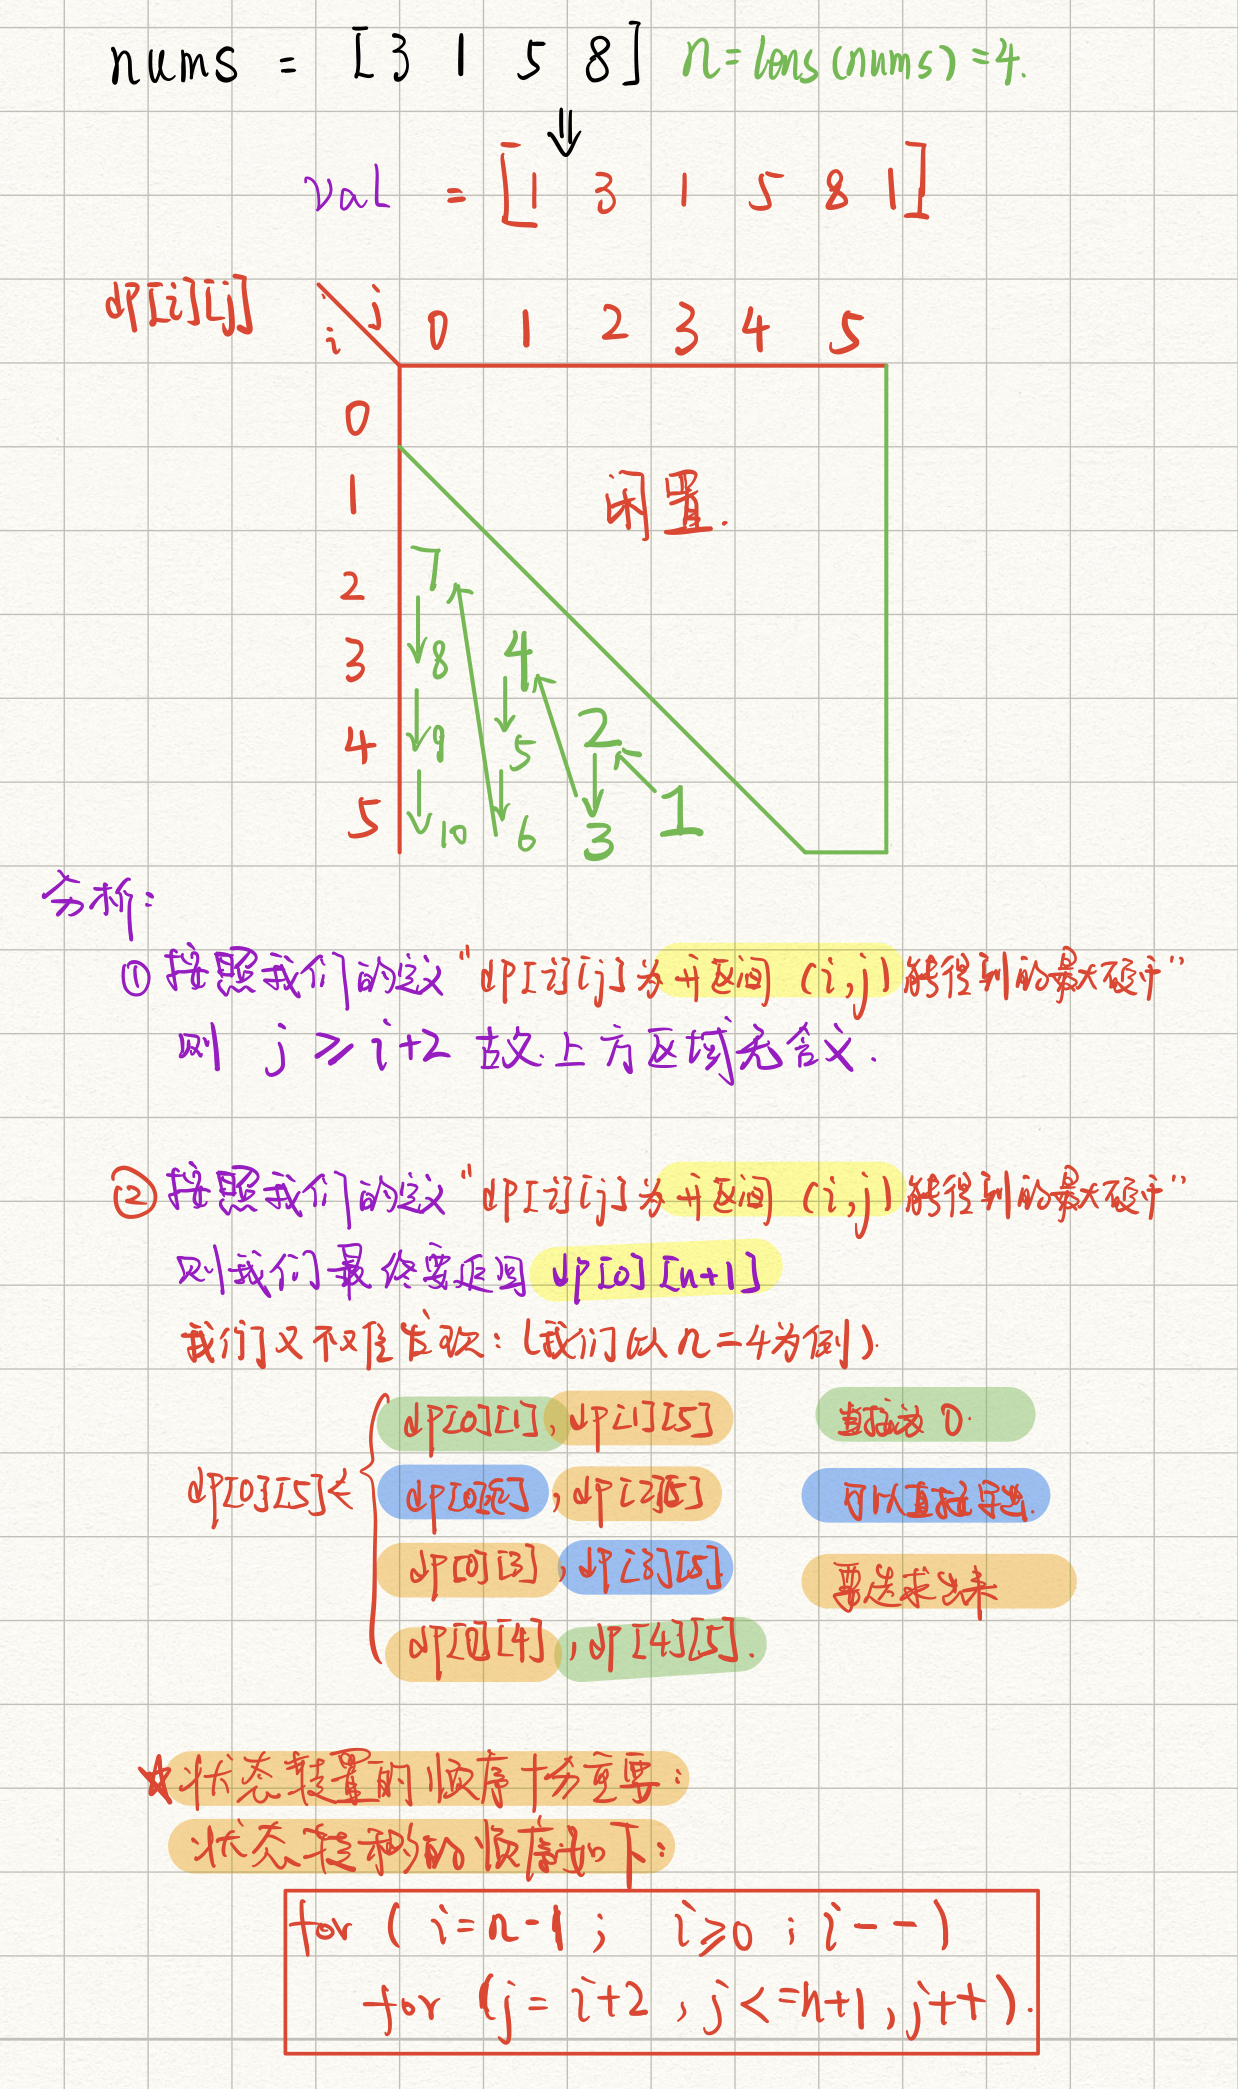 nums = [3 1 5 8] n=lens(nums)=4.
⇓
val = [1 3 1 5 8 1]
dp[i][j] i j 0 1 2 3 4 5
0
1 闲置.
2 7
3 8 4
4 9 5 2
5 10 6 3 1
分析:
① 按照我们的定义"dp[i][j]为开区间 (i,j) 能得到的最大硬币"
则 j ≥ i+2 故上方区域无含义.
② 按照我们的定义"dp[i][j]为开区间 (i,j) 能得到的最大硬币"
则我们最终要返回 dp[0][n+1]
我们又不难发现: (我们以 n=4为例).
dp[0][1], dp[1][5] 直接为 0.
dp[0][5]⇐ dp[0][2], dp[2][5] 可以直接导出.
dp[0][3], dp[3][5] 要先求出来
dp[0][4], dp[4][5].
☆状态转置的顺序十分重要:
状态转移的顺序如下:
for ( i=n-1 ; i≥0 ; i-- )
for (j= i+2 , j<=n+1, j++).